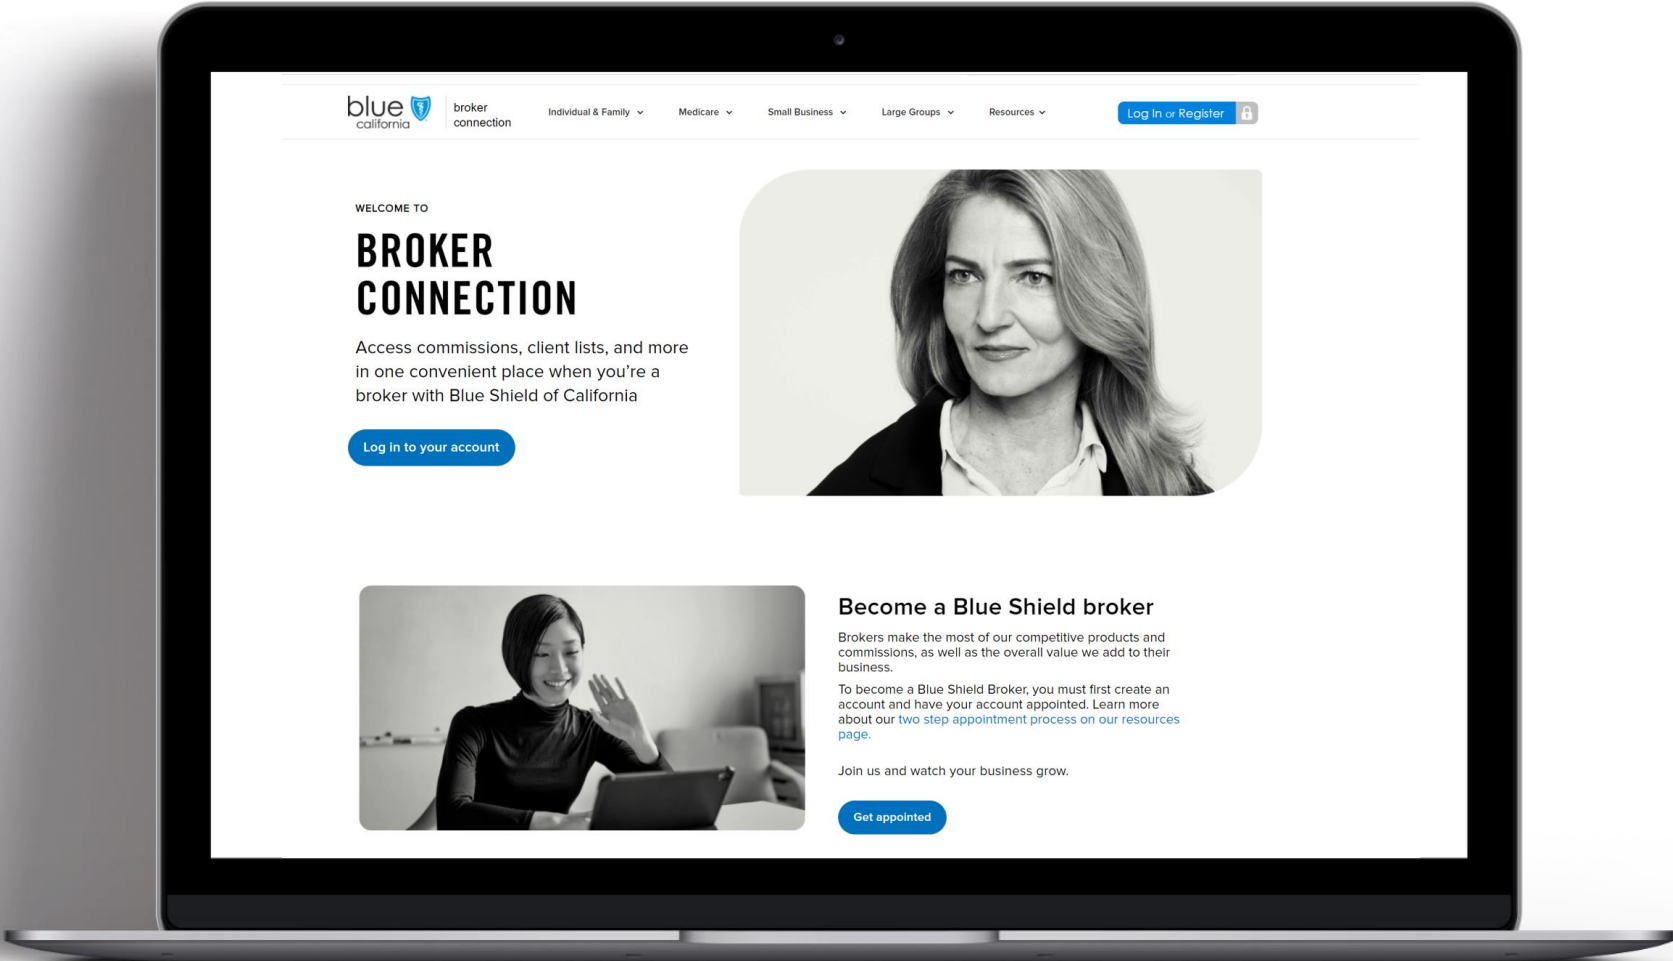 blue
california
broker
connection
Individual & Family
Medicare
Small Business
Large Groups
Resources
Log In or Register
WELCOME TO
BROKER
CONNECTION
Access commissions, client lists, and more
in one convenient place when you're a
broker with Blue Shield of California
Log in to your account
Become a Blue Shield broker
Brokers make the most of our competitive products and
commissions, as well as the overall value we add to their
business.
To become a Blue Shield Broker, you must first create an
account and have your account appointed. Learn more
about our two step appointment process on our resources
page.
Join us and watch your business grow.
Get appointed